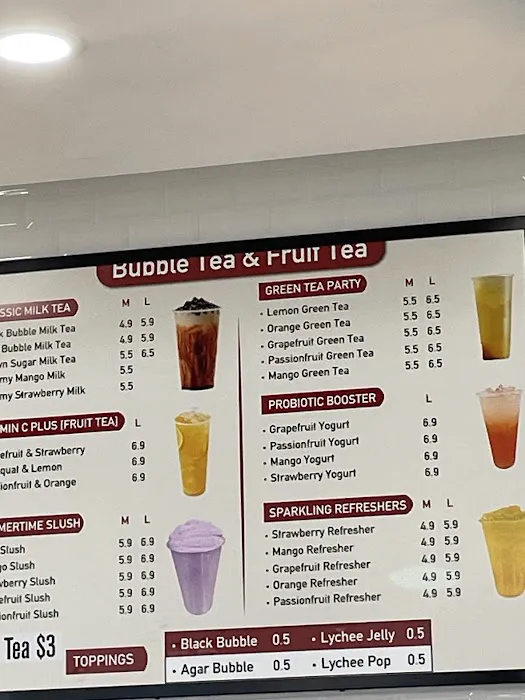 Bubble Tea & Fruit Tea
SSIC MILK TEA M L
k Bubble Milk Tea 4.9 5.9
Bubble Milk Tea 4.9 5.9
wn Sugar Milk Tea 5.5 6.5
my Mango Milk 5.5
my Strawberry Milk 5.5
MIN C PLUS [FRUIT TEA] L
efruit & Strawberry 6.9
qual & Lemon 6.9
ionfruit & Orange 6.9
MERTIME SLUSH M L
Slush 5.9 6.9
go Slush 5.9 6.9
wberry Slush 5.9 6.9
efruit Slush 5.9 6.9
ionfruit Slush 5.9 6.9
Tea $3
GREEN TEA PARTY M L
• Lemon Green Tea 5.5 6.5
• Orange Green Tea 5.5 6.5
• Grapefruit Green Tea 5.5 6.5
• Passionfruit Green Tea 5.5 6.5
• Mango Green Tea 5.5 6.5
PROBIOTIC BOOSTER L
• Grapefruit Yogurt 6.9
• Passionfruit Yogurt 6.9
• Mango Yogurt 6.9
• Strawberry Yogurt 6.9
SPARKLING REFRESHERS M L
• Strawberry Refresher 4.9 5.9
• Mango Refresher 4.9 5.9
• Grapefruit Refresher 4.9 5.9
• Orange Refresher 4.9 5.9
• Passionfruit Refresher 4.9 5.9
TOPPINGS
• Black Bubble 0.5 • Lychee Jelly 0.5
• Agar Bubble 0.5 • Lychee Pop 0.5